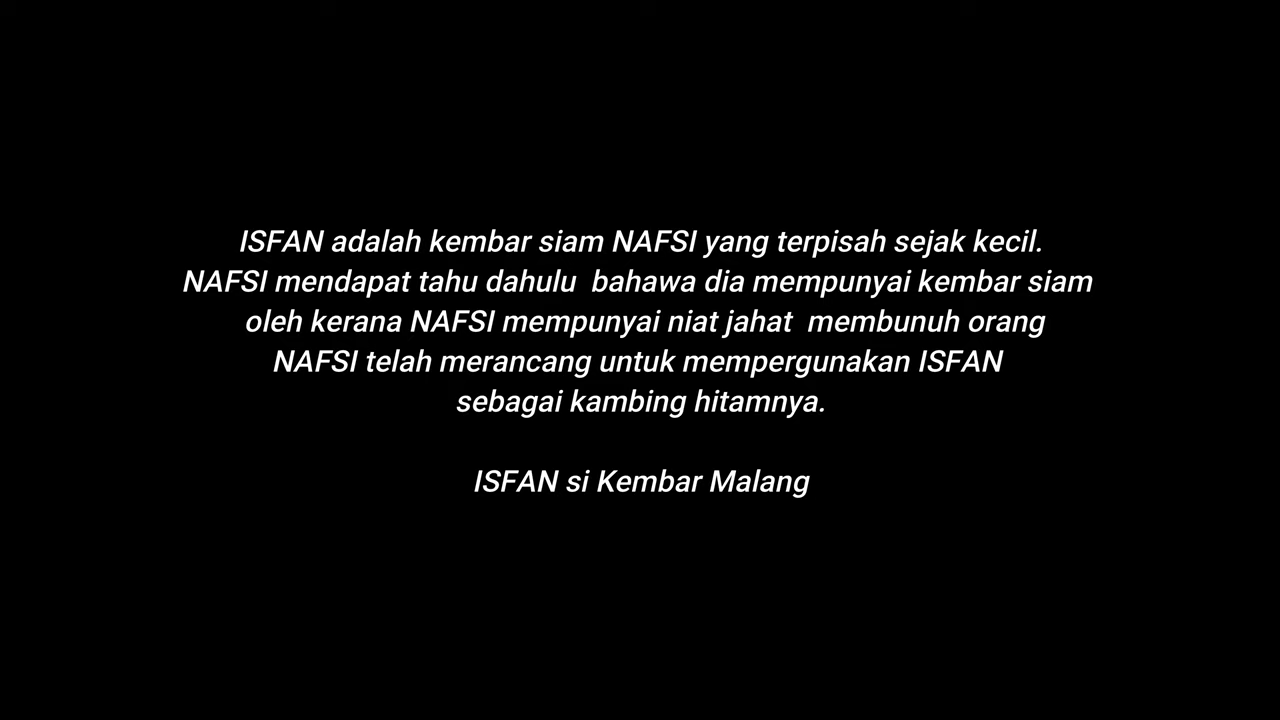 ISFAN adalah kembar siam NAFSI yang terpisah sejak kecil.
NAFSI mendapat tahu dahulu  bahawa dia mempunyai kembar siam
oleh kerana NAFSI mempunyai niat jahat  membunuh orang
NAFSI telah merancang untuk mempergunakan ISFAN
sebagai kambing hitamnya.
ISFAN si Kembar Malang